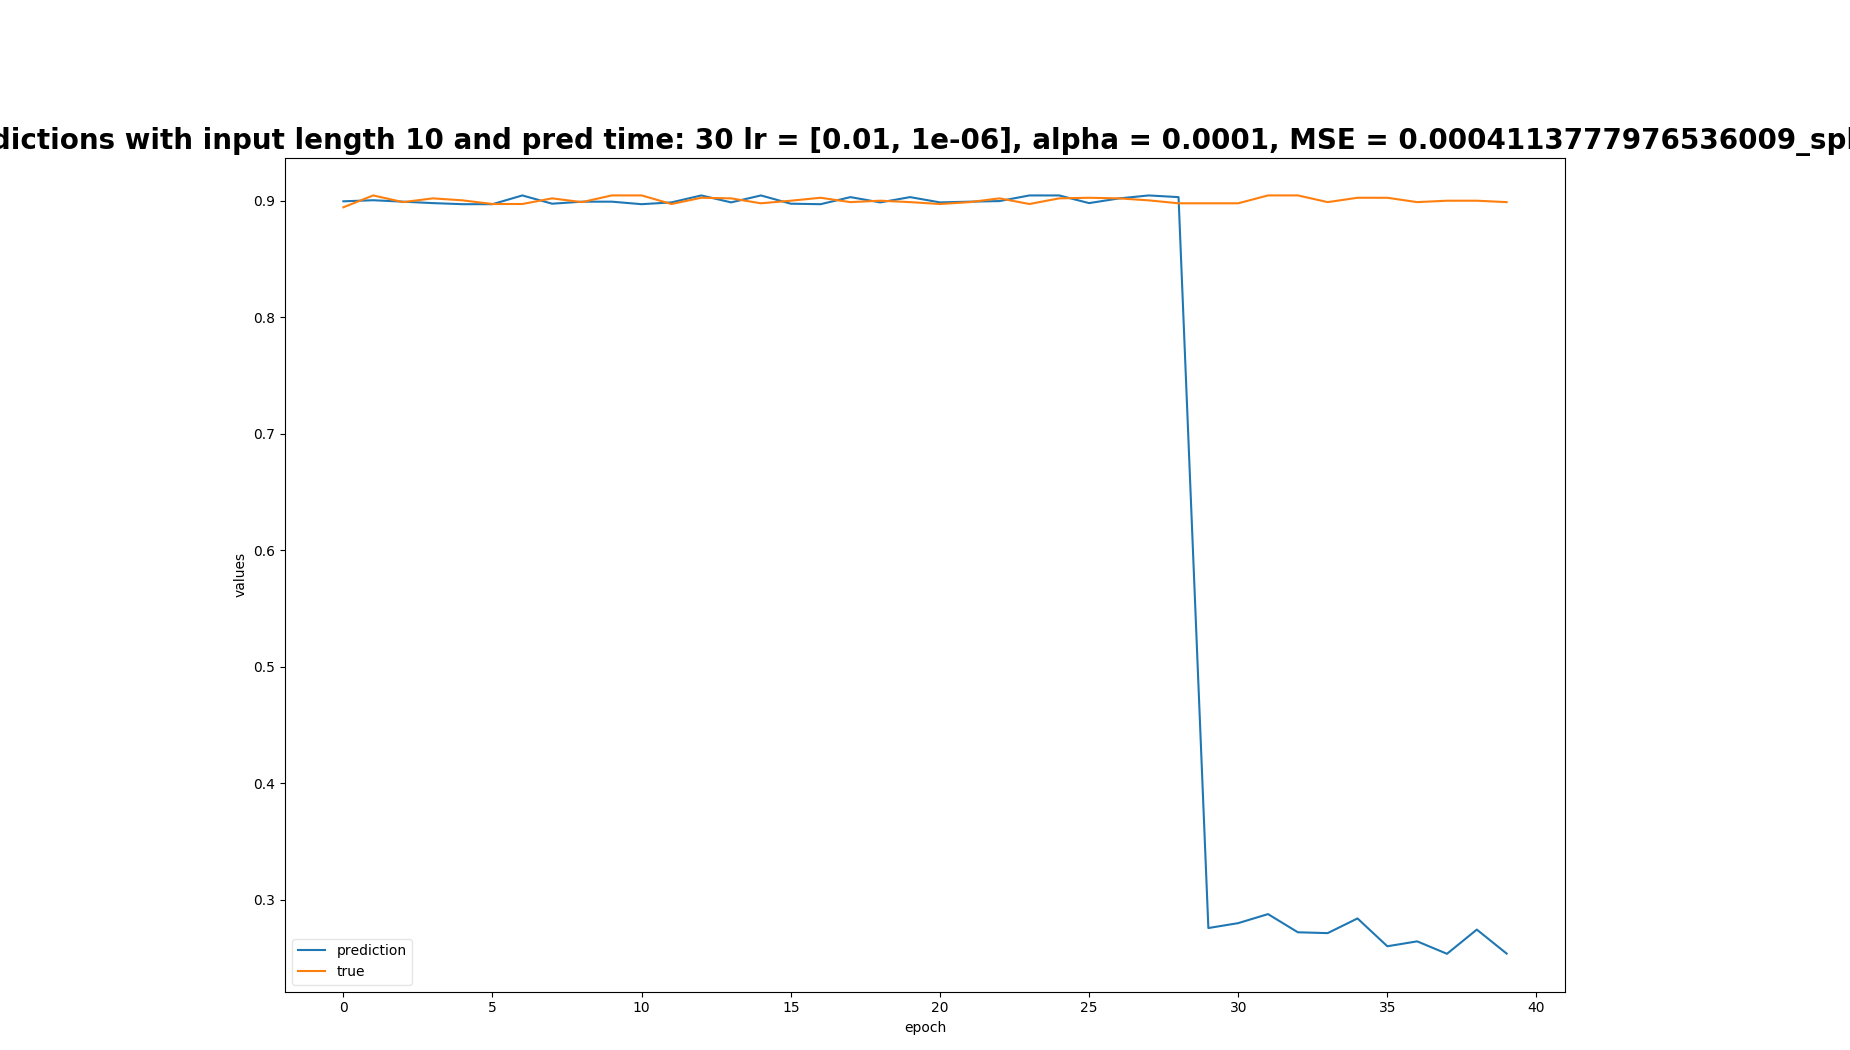 dictions with input length 10 and pred time: 30 lr = [0.01, 1e-06], alpha = 0.0001, MSE = 0.0004113777976536009_spl
0.9
0.8
0.7
0.6
0.5
0.4
0.3
values
prediction
true
0 5 10 15 20 25 30 35 40
epoch